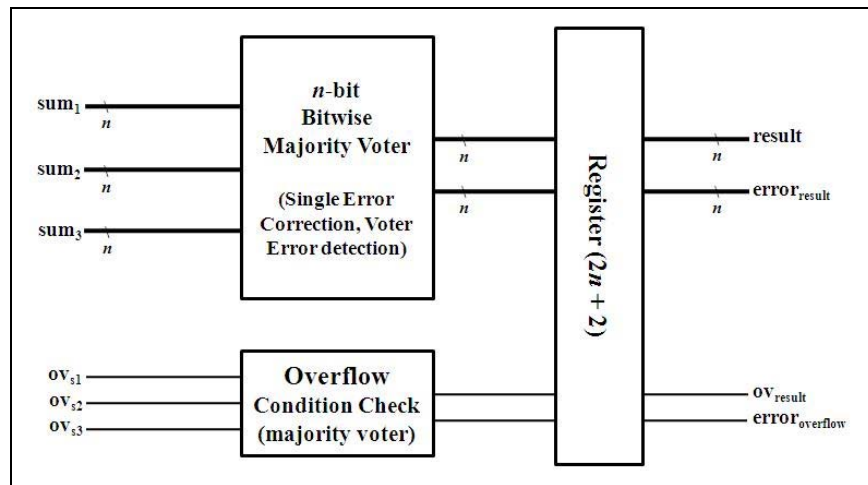 sum1
n
sum2
n
sum3
n
n-bit
Bitwise
Majority Voter
(Single Error
Correction, Voter
Error detection)
n
n
Register (2n + 2)
n
result
n
errorresult
ovs1
ovs2
ovs3
Overflow
Condition Check
(majority voter)
ovresult
erroroverflow